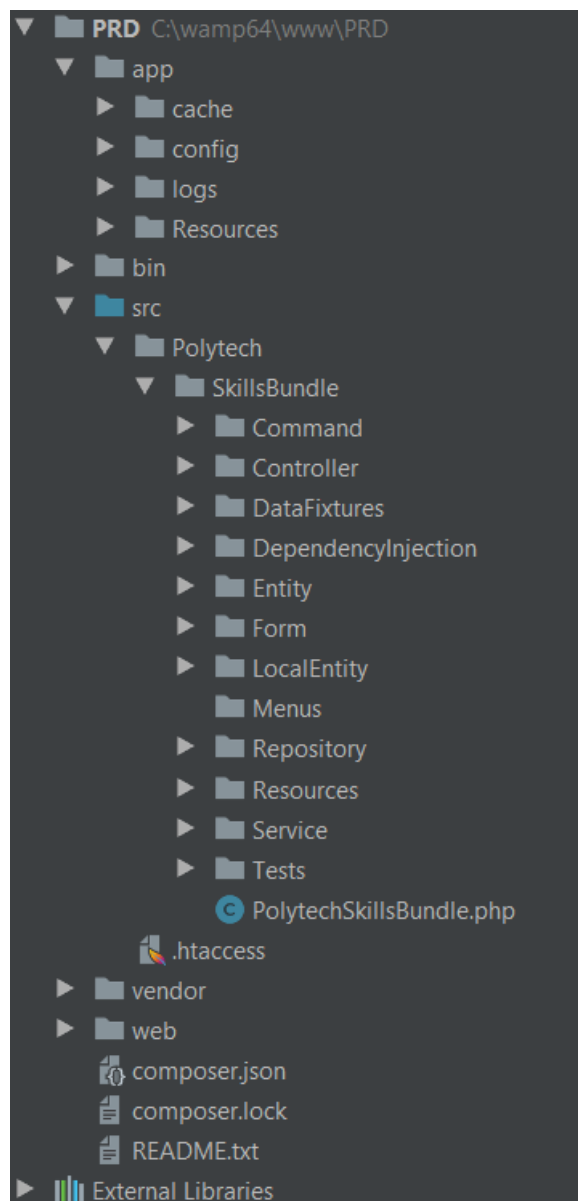 PRD C:\wamp64\www\PRD
app
cache
config
logs
Resources
bin
src
Polytech
SkillsBundle
Command
Controller
DataFixtures
DependencyInjection
Entity
Form
LocalEntity
Menus
Repository
Resources
Service
Tests
PolytechSkillsBundle.php
.htaccess
vendor
web
composer.json
composer.lock
README.txt
External Libraries